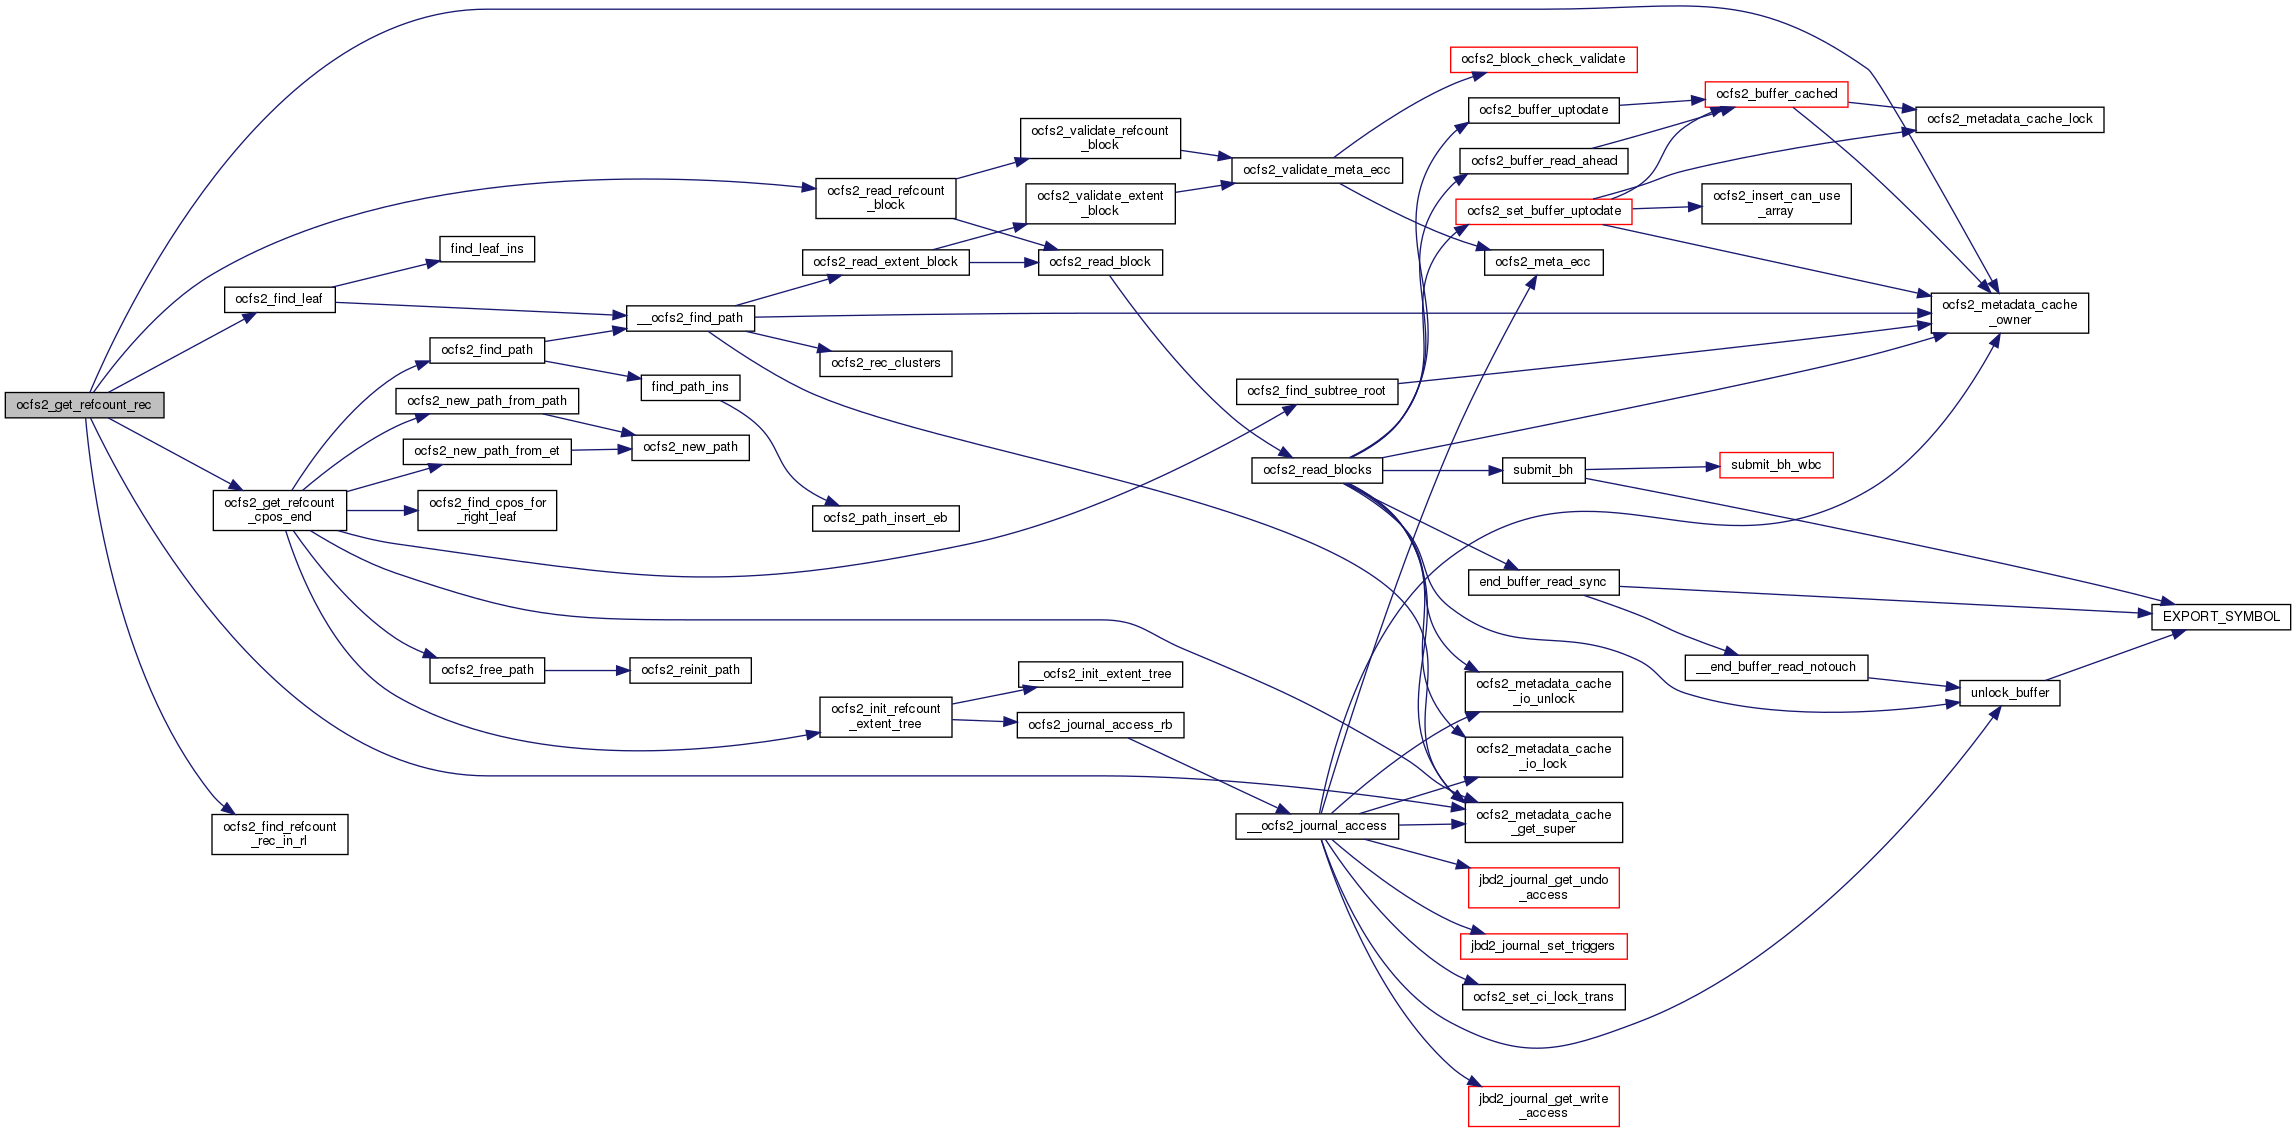 ocfs2_get_refcount_rec
ocfs2_find_leaf
ocfs2_get_refcount
_cpos_end
ocfs2_find_refcount
_rec_in_rl
find_leaf_ins
ocfs2_find_path
ocfs2_new_path_from_path
ocfs2_new_path_from_et
ocfs2_find_cpos_for
_right_leaf
ocfs2_free_path
__ocfs2_find_path
find_path_ins
ocfs2_new_path
ocfs2_reinit_path
ocfs2_read_refcount
_block
ocfs2_read_extent_block
ocfs2_rec_clusters
ocfs2_path_insert_eb
ocfs2_init_refcount
_extent_tree
ocfs2_validate_refcount
_block
ocfs2_validate_extent
_block
ocfs2_read_block
__ocfs2_init_extent_tree
ocfs2_journal_access_rb
ocfs2_validate_meta_ecc
ocfs2_find_subtree_root
ocfs2_read_blocks
__ocfs2_journal_access
ocfs2_block_check_validate
ocfs2_buffer_uptodate
ocfs2_buffer_read_ahead
ocfs2_set_buffer_uptodate
ocfs2_meta_ecc
submit_bh
end_buffer_read_sync
ocfs2_metadata_cache
_io_unlock
ocfs2_metadata_cache
_io_lock
ocfs2_metadata_cache
_get_super
jbd2_journal_get_undo
_access
jbd2_journal_set_triggers
ocfs2_set_ci_lock_trans
jbd2_journal_get_write
_access
ocfs2_buffer_cached
ocfs2_insert_can_use
_array
submit_bh_wbc
__end_buffer_read_notouch
ocfs2_metadata_cache_lock
ocfs2_metadata_cache
_owner
unlock_buffer
EXPORT_SYMBOL